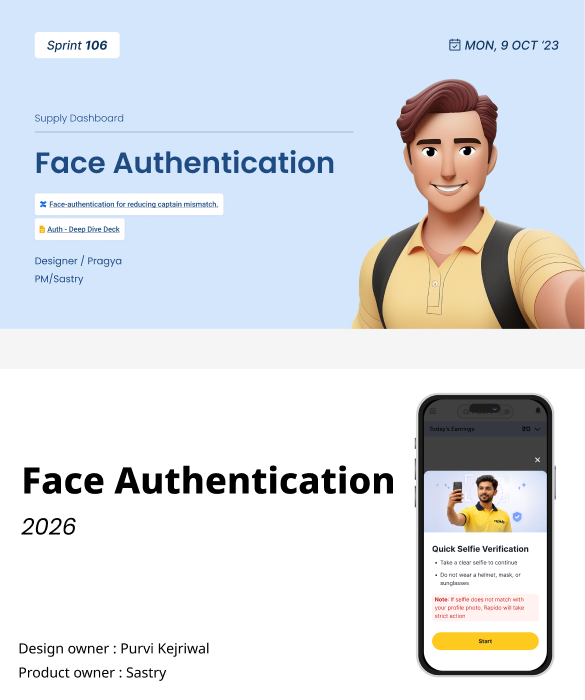 Sprint 106
MON, 9 OCT '23
Supply Dashboard
Face Authentication
Face-authentication for reducing captain mismatch.
Auth - Deep Dive Deck
Designer / Pragya
PM/Sastry
Face Authentication
2026
Design owner : Purvi Kejriwal
Product owner : Sastry
Today's Earnings
Quick Selfie Verification
• Take a clear selfie to continue
• Do not wear a helmet, mask, or
sunglasses
Note: If selfie does not match with
your profile photo, Rapido will take
strict action
Start